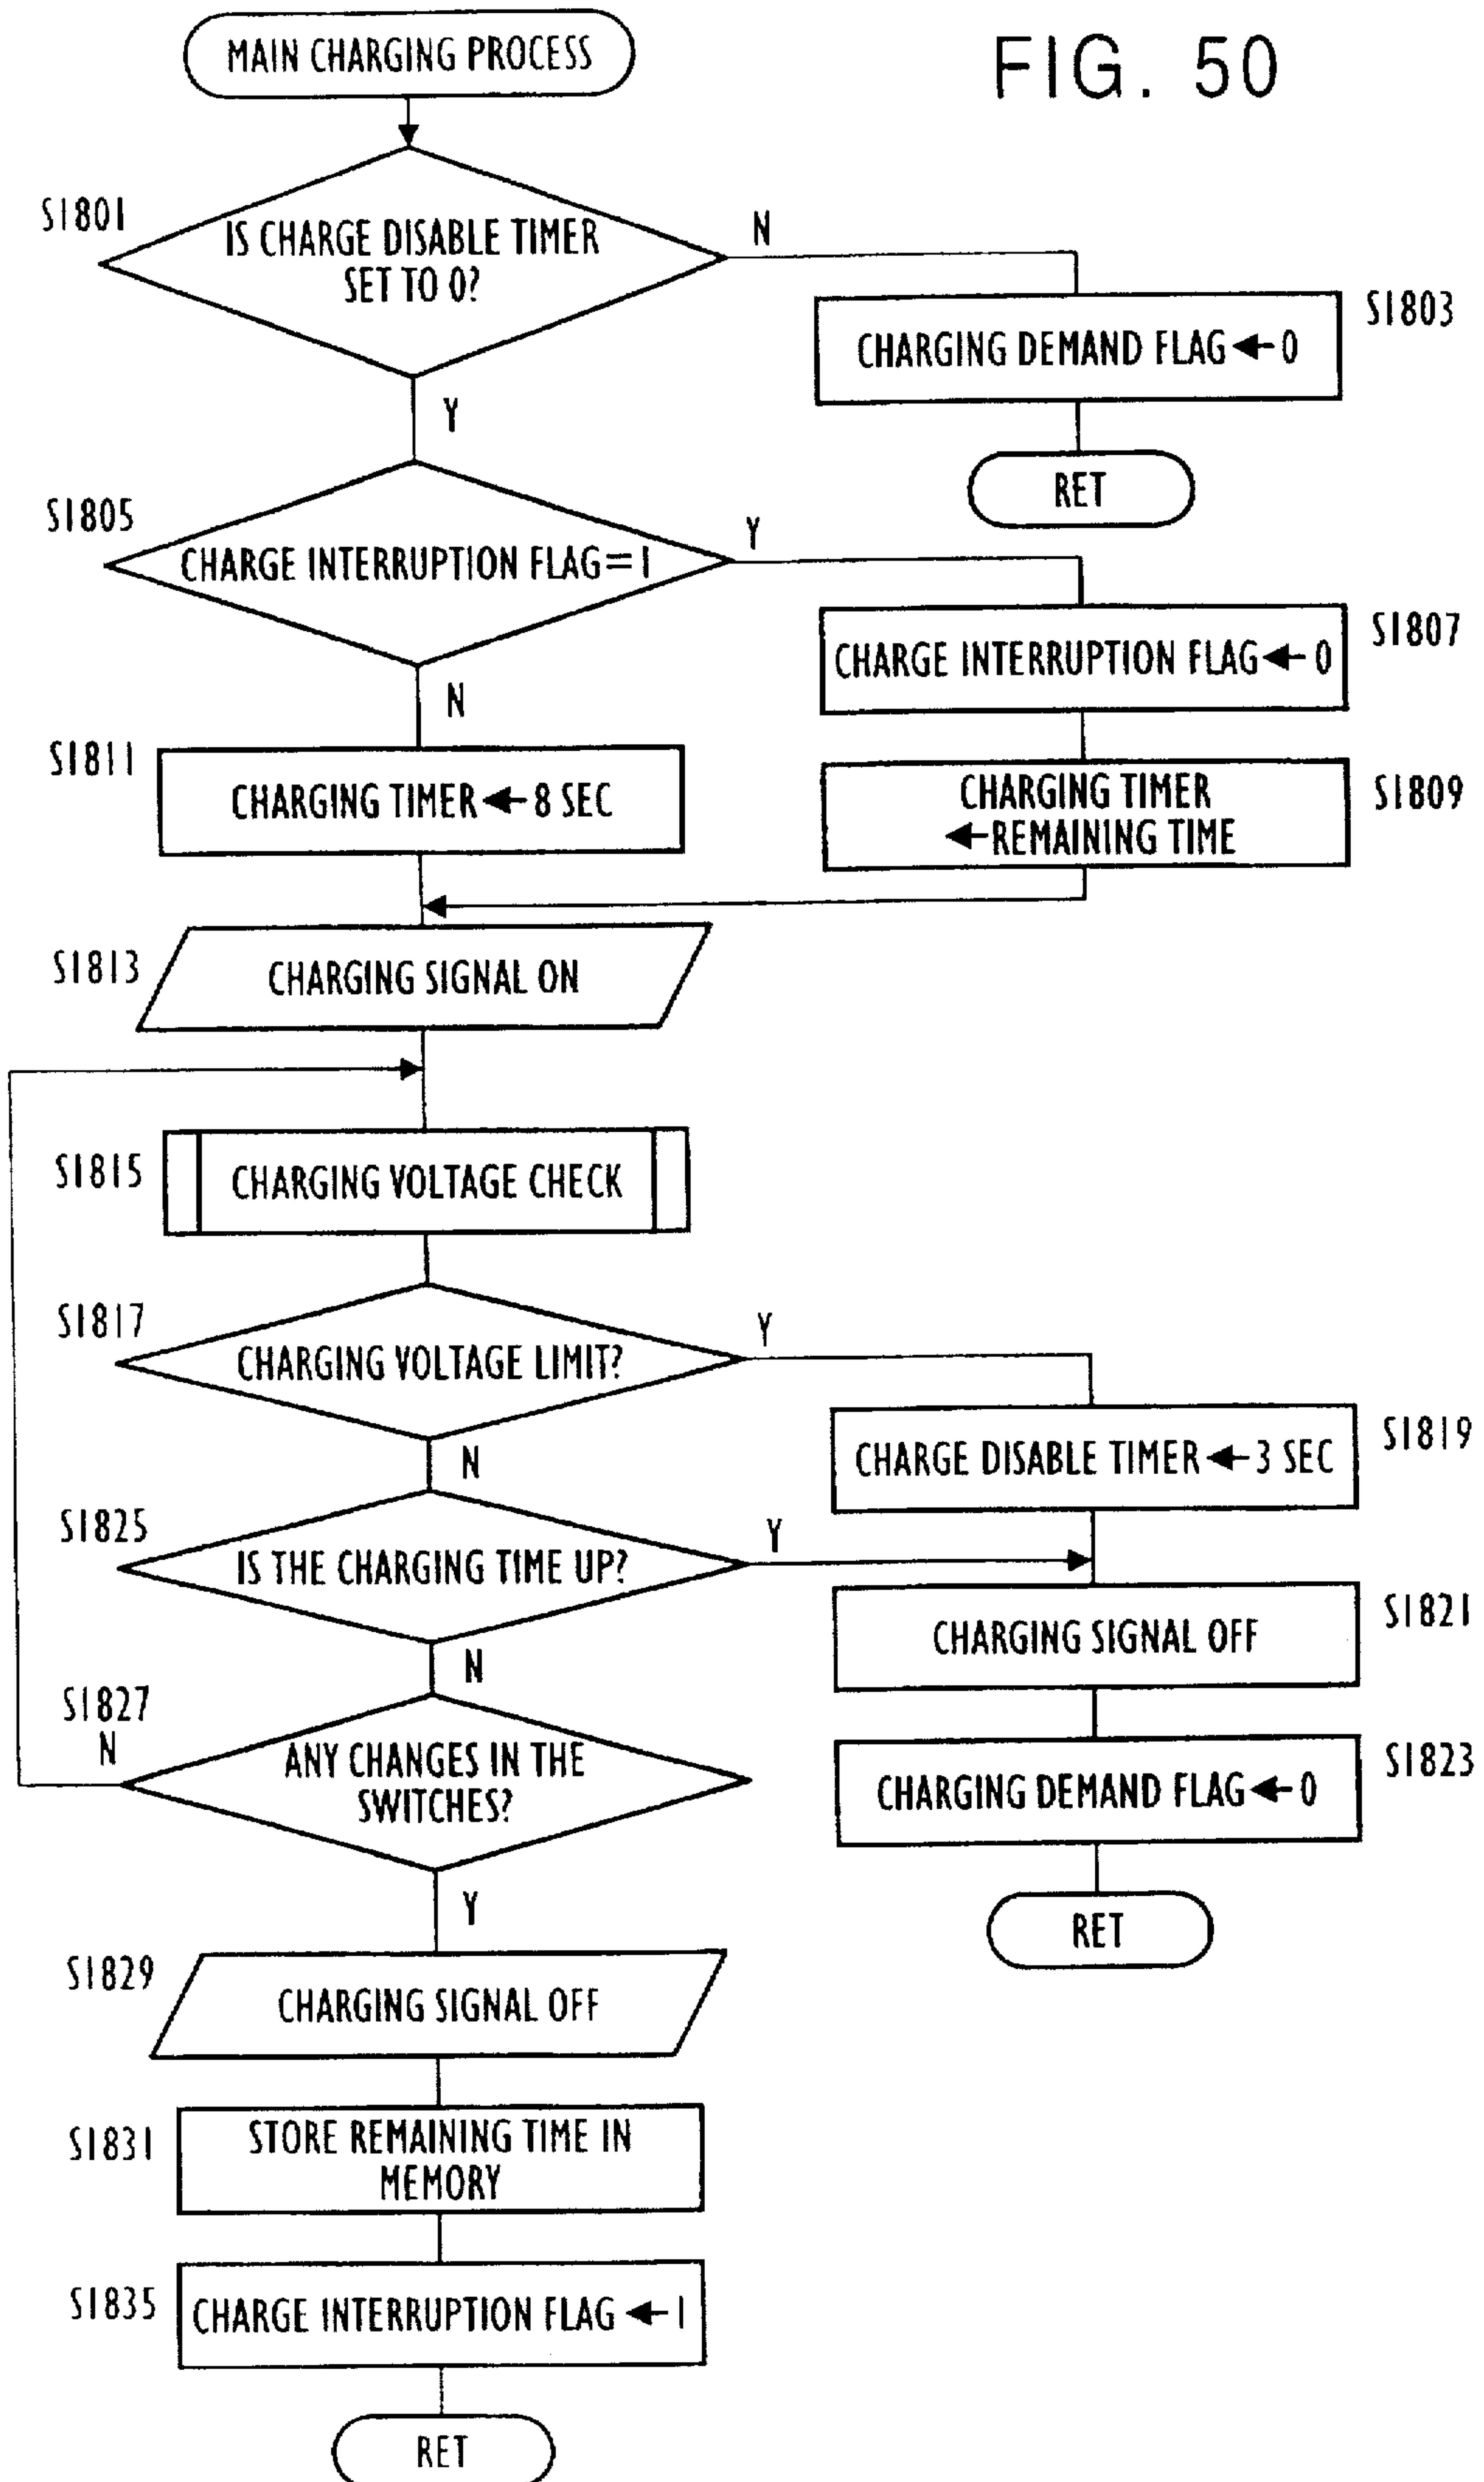 FIG. 50
MAIN CHARGING PROCESS
S1801
IS CHARGE DISABLE TIMER
SET TO 0?
N
Y
S1803
CHARGING DEMAND FLAG ← 0
RET
S1805
CHARGE INTERRUPTION FLAG = 1
Y
N
S1807
CHARGE INTERRUPTION FLAG ← 0
S1809
CHARGING TIMER
← REMAINING TIME
S1811
CHARGING TIMER ← 8 SEC
S1813
CHARGING SIGNAL ON
S1815
CHARGING VOLTAGE CHECK
S1817
CHARGING VOLTAGE LIMIT?
Y
N
S1819
CHARGE DISABLE TIMER ← 3 SEC
S1825
IS THE CHARGING TIME UP?
Y
N
S1821
CHARGING SIGNAL OFF
S1823
CHARGING DEMAND FLAG ← 0
RET
S1827
N
ANY CHANGES IN THE
SWITCHES?
Y
S1829
CHARGING SIGNAL OFF
S1831
STORE REMAINING TIME IN
MEMORY
S1835
CHARGE INTERRUPTION FLAG ← 1
RET